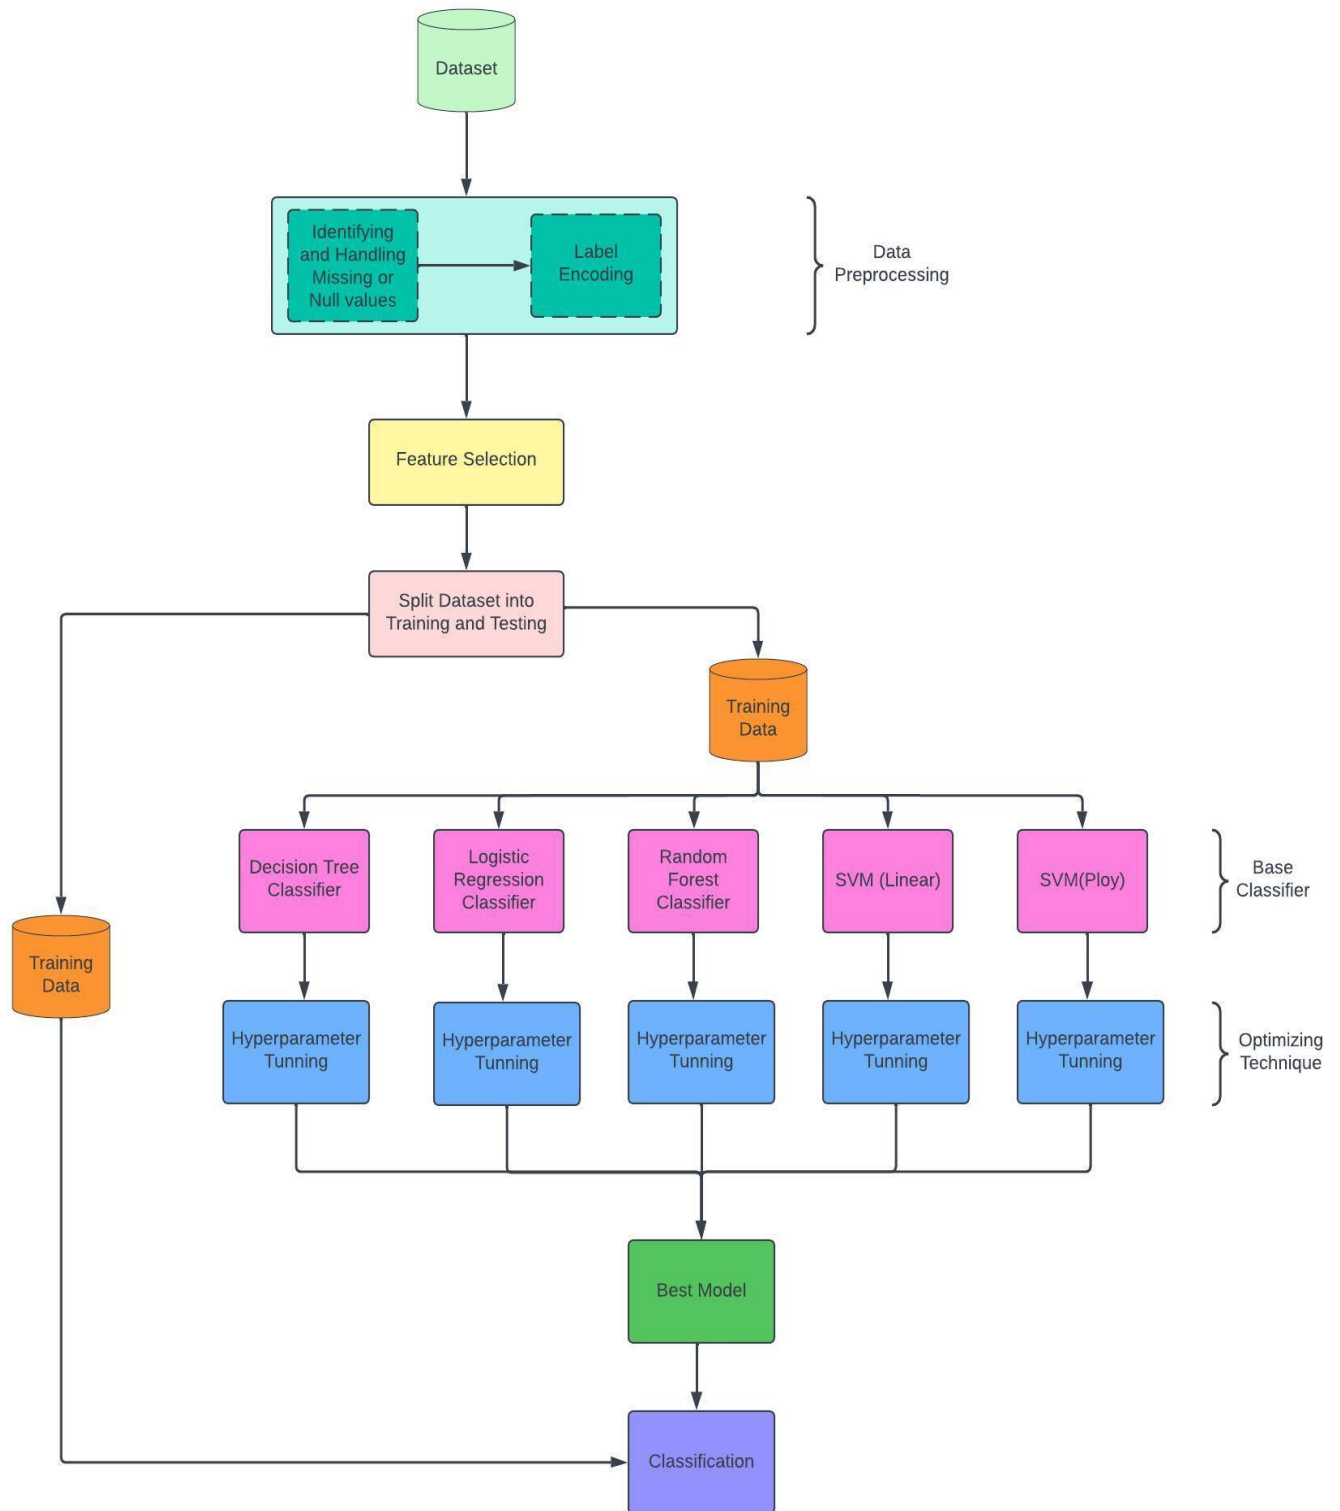 Dataset
Identifying
and Handling
Missing or
Null values
Label
Encoding
Data
Preprocessing
Feature Selection
Split Dataset into
Training and Testing
Training
Data
Decision Tree
Classifier
Logistic
Regression
Classifier
Random
Forest
Classifier
SVM (Linear)
SVM(Ploy)
Base
Classifier
Training
Data
Hyperparameter
Tunning
Hyperparameter
Tunning
Hyperparameter
Tunning
Hyperparameter
Tunning
Hyperparameter
Tunning
Optimizing
Technique
Best Model
Classification